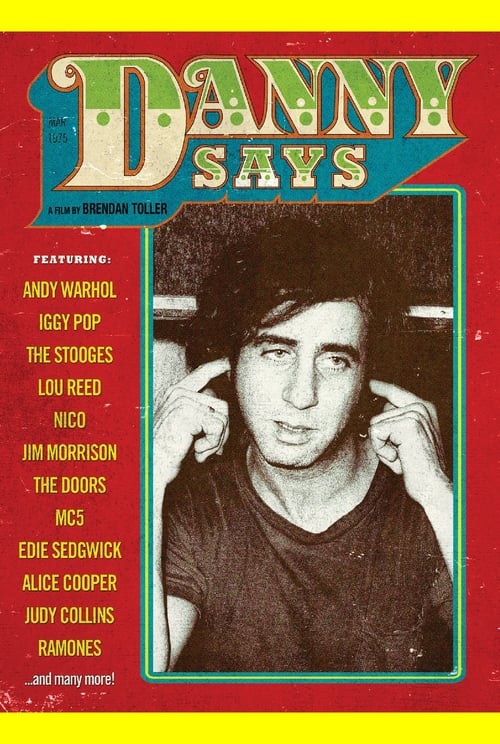 DANNY
SAYS
MAR
1975
A FILM BY BRENDAN TOLLER
FEATURING:
ANDY WARHOL
IGGY POP
THE STOOGES
LOU REED
NICO
JIM MORRISON
THE DOORS
MC5
EDIE SEDGWICK
ALICE COOPER
JUDY COLLINS
RAMONES
...and many more!